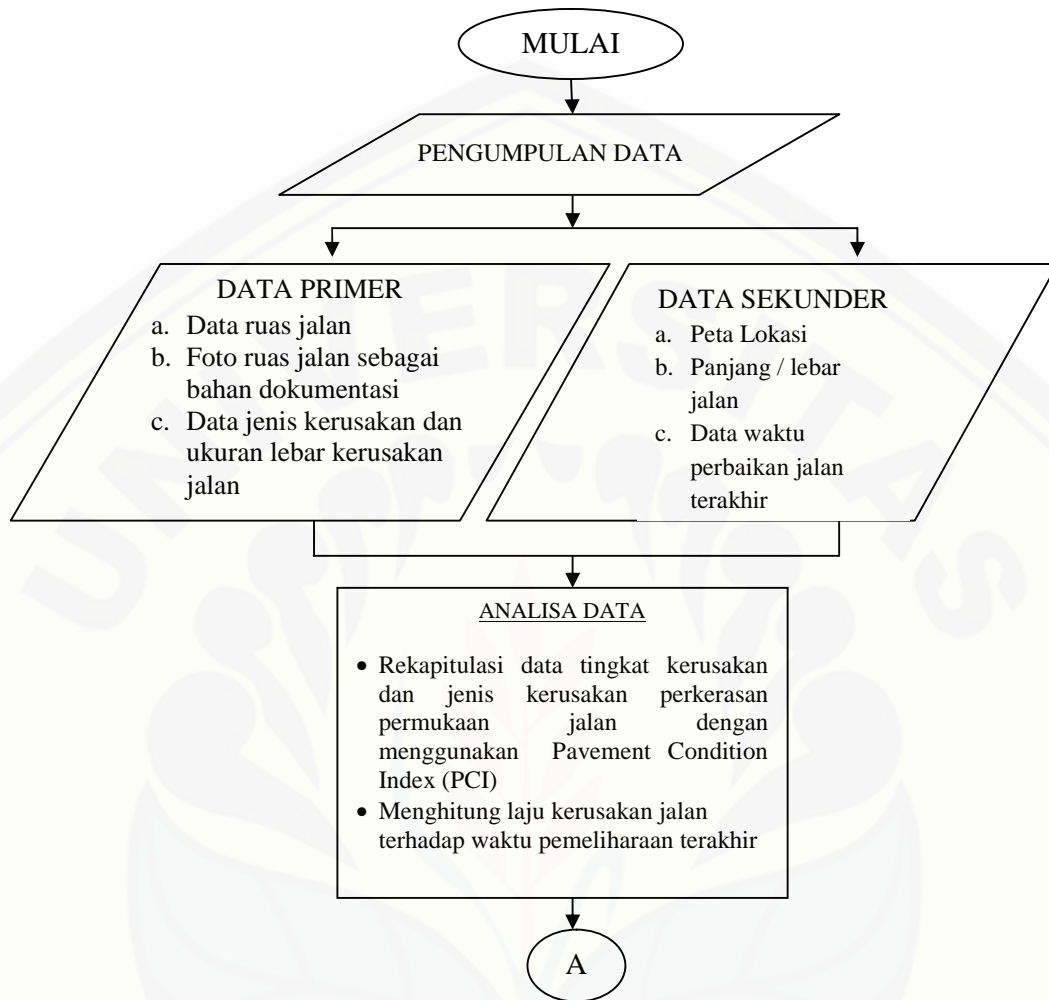 MULAI
PENGUMPULAN DATA
DATA PRIMER
a. Data ruas jalan
b. Foto ruas jalan sebagai
bahan dokumentasi
c. Data jenis kerusakan dan
ukuran lebar kerusakan
jalan
DATA SEKUNDER
a. Peta Lokasi
b. Panjang / lebar
jalan
c. Data waktu
perbaikan jalan
terakhir
ANALISA DATA
• Rekapitulasi data tingkat kerusakan
dan jenis kerusakan perkerasan
permukaan jalan dengan
menggunakan Pavement Condition
Index (PCI)
• Menghitung laju kerusakan jalan
terhadap waktu pemeliharaan terakhir
A
UNIVERSITAS